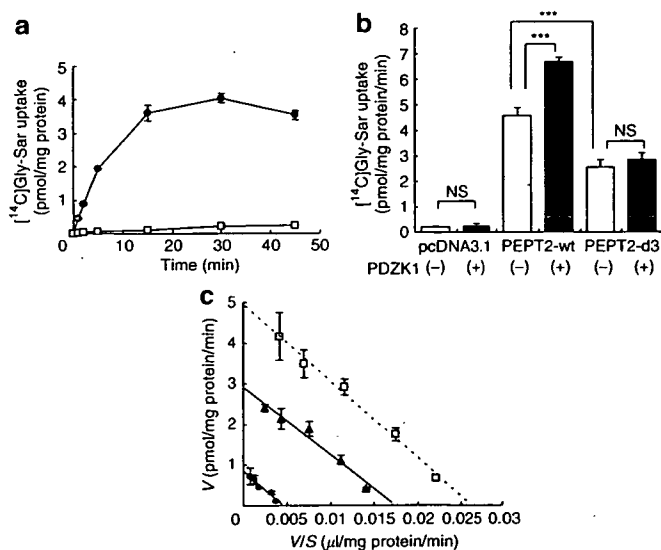 a
[14C]Gly-Sar uptake
(pmol/mg protein)
5
4
3
2
1
0 10 20 30 40 50
Time (min)
b
[14C]Gly-Sar uptake
(pmol/mg protein/min)
8
7
6
5
4
3
2
1
0
***
***
NS
NS
pcDNA3.1 PEPT2-wt PEPT2-d3
PDZK1 (−) (+) (−) (+) (−) (+)
c
V (pmol/mg protein/min)
5
4
3
2
1
0 0.005 0.01 0.015 0.02 0.025 0.03
V/S (μl/mg protein/min)